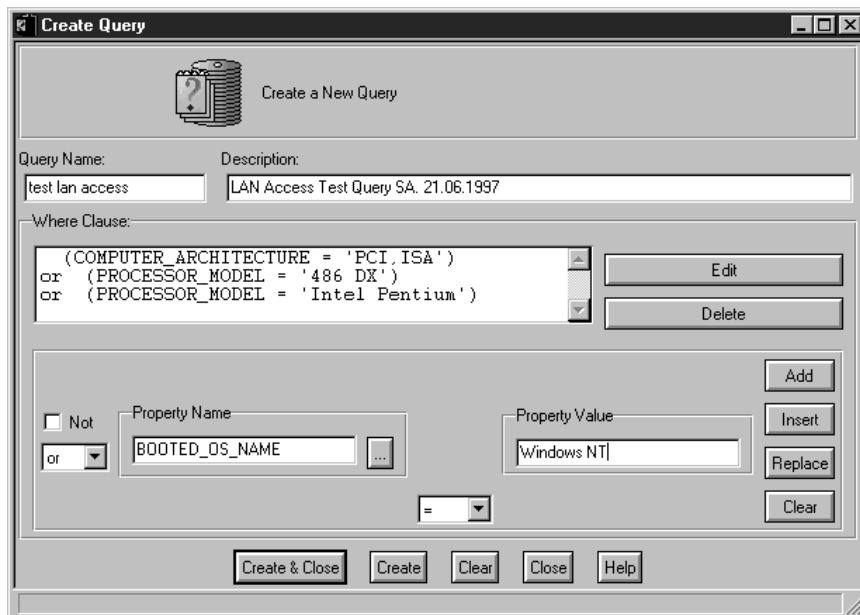 Create Query
Create a New Query
Query Name: Description:
test lan access LAN Access Test Query SA. 21.06.1997
Where Clause:
(COMPUTER_ARCHITECTURE = 'PCI,ISA')
or (PROCESSOR_MODEL = '486 DX')
or (PROCESSOR_MODEL = 'Intel Pentium')
Edit
Delete
Add
Not Property Name Property Value Insert
or BOOTED_OS_NAME ... Windows NT
Replace
= Clear
Create & Close Create Clear Close Help